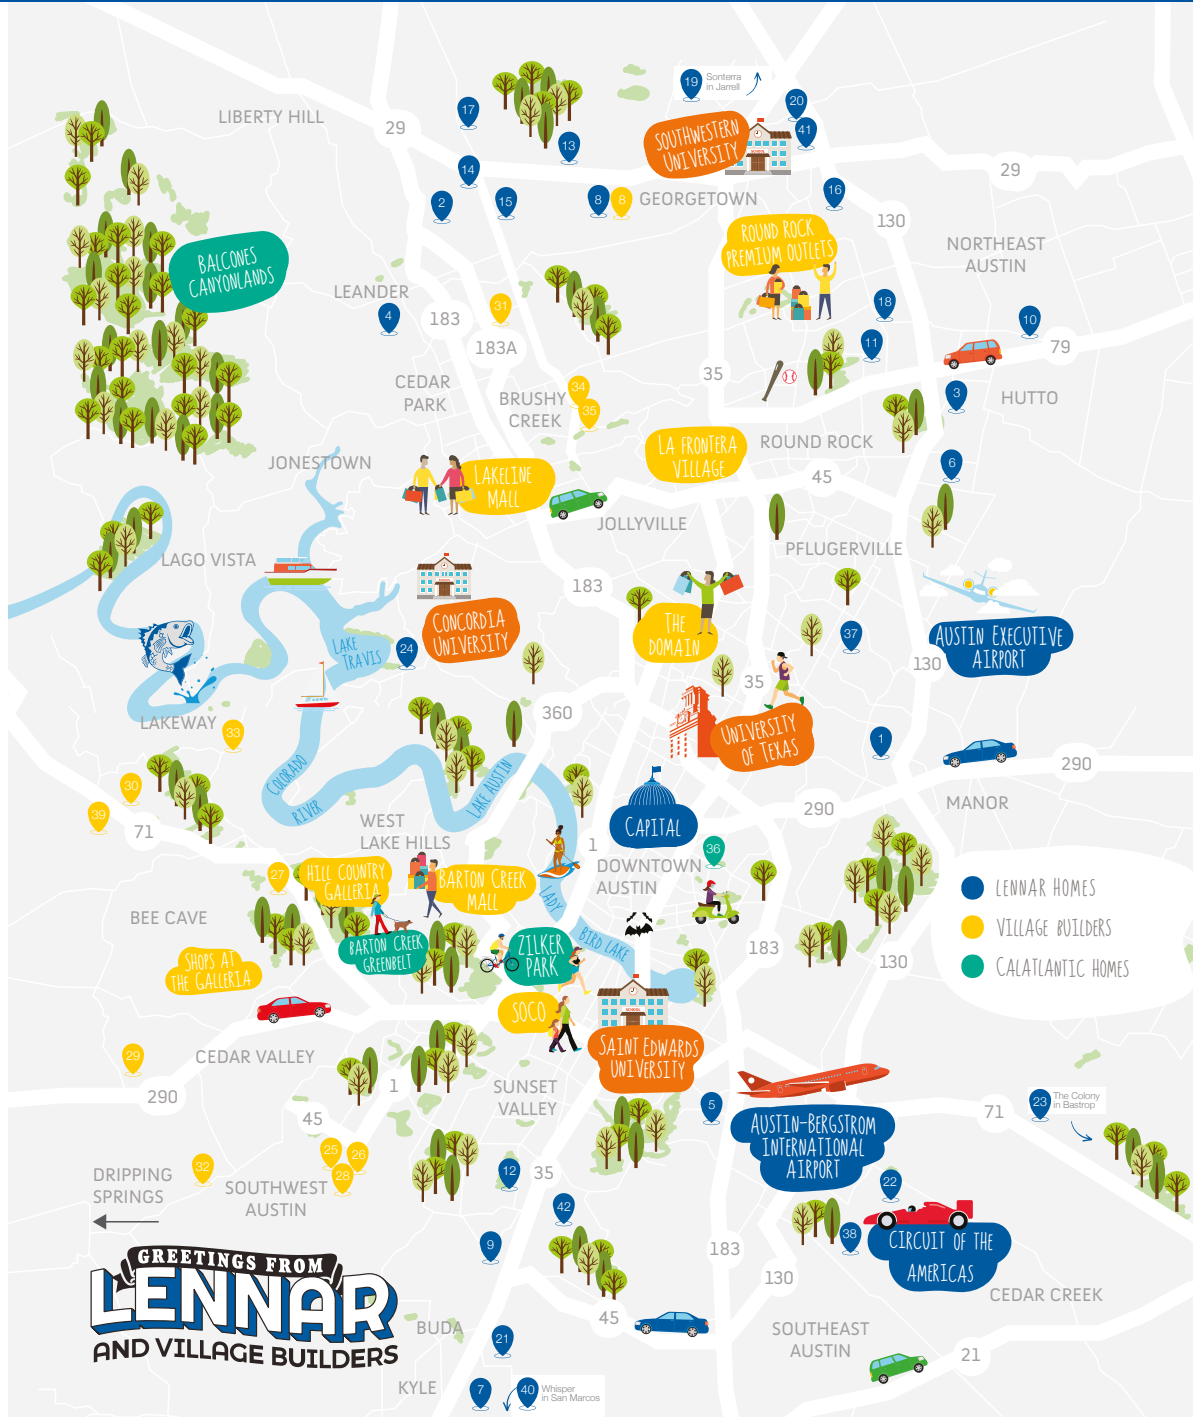 19
Sonterra
in Jarrell
20
17
LIBERTY HILL
29
41
SOUTHWESTERN
UNIVERSITY
SCHOOL
13
14
29
16
2
15
8
8
GEORGETOWN
130
ROUND ROCK
PREMIUM OUTLETS
NORTHEAST
AUSTIN
BALCONES
CANYONLANDS
LEANDER
4
183
31
18
10
183A
11
79
35
CEDAR
PARK
34
BRUSHY
CREEK
35
3
HUTTO
LA FRONTERA
VILLAGE
ROUND ROCK
JONESTOWN
6
LAKELINE
MALL
45
JOLLYVILLE
PFLUGERVILLE
LAGO VISTA
183
CONCORDIA
UNIVERSITY
THE
DOMAIN
37
AUSTIN EXECUTIVE
AIRPORT
LAKE
TRAVIS
24
130
35
LAKEWAY
360
33
UNIVERSITY
OF TEXAS
1
290
COLORADO
RIVER
LAKE AUSTIN
30
39
71
290
MANOR
WEST
LAKE HILLS
CAPITAL
1
36
DOWNTOWN
AUSTIN
27
HILL COUNTRY
GALLERIA
BARTON CREEK
MALL
LADY
BIRD LAKE
LENNAR HOMES
VILLAGE BUILDERS
CALATLANTIC HOMES
BEE CAVE
BARTON CREEK
GREENBELT
ZILKER
PARK
183
130
SHOPS AT
THE GALLERIA
SOCO
SCHOOL
SAINT EDWARDS
UNIVERSITY
29
CEDAR VALLEY
290
1
SUNSET
VALLEY
5
71
23
The Colony
in Bastrop
45
AUSTIN-BERGSTROM
INTERNATIONAL
AIRPORT
25
26
28
32
DRIPPING
SPRINGS
SOUTHWEST
AUSTIN
12
35
22
42
9
38
CIRCUIT OF THE
AMERICAS
183
130
GREETINGS FROM
LENNAR
AND VILLAGE BUILDERS
CEDAR CREEK
45
BUDA
21
SOUTHEAST
AUSTIN
21
KYLE
7
40
Whisper
in San Marcos